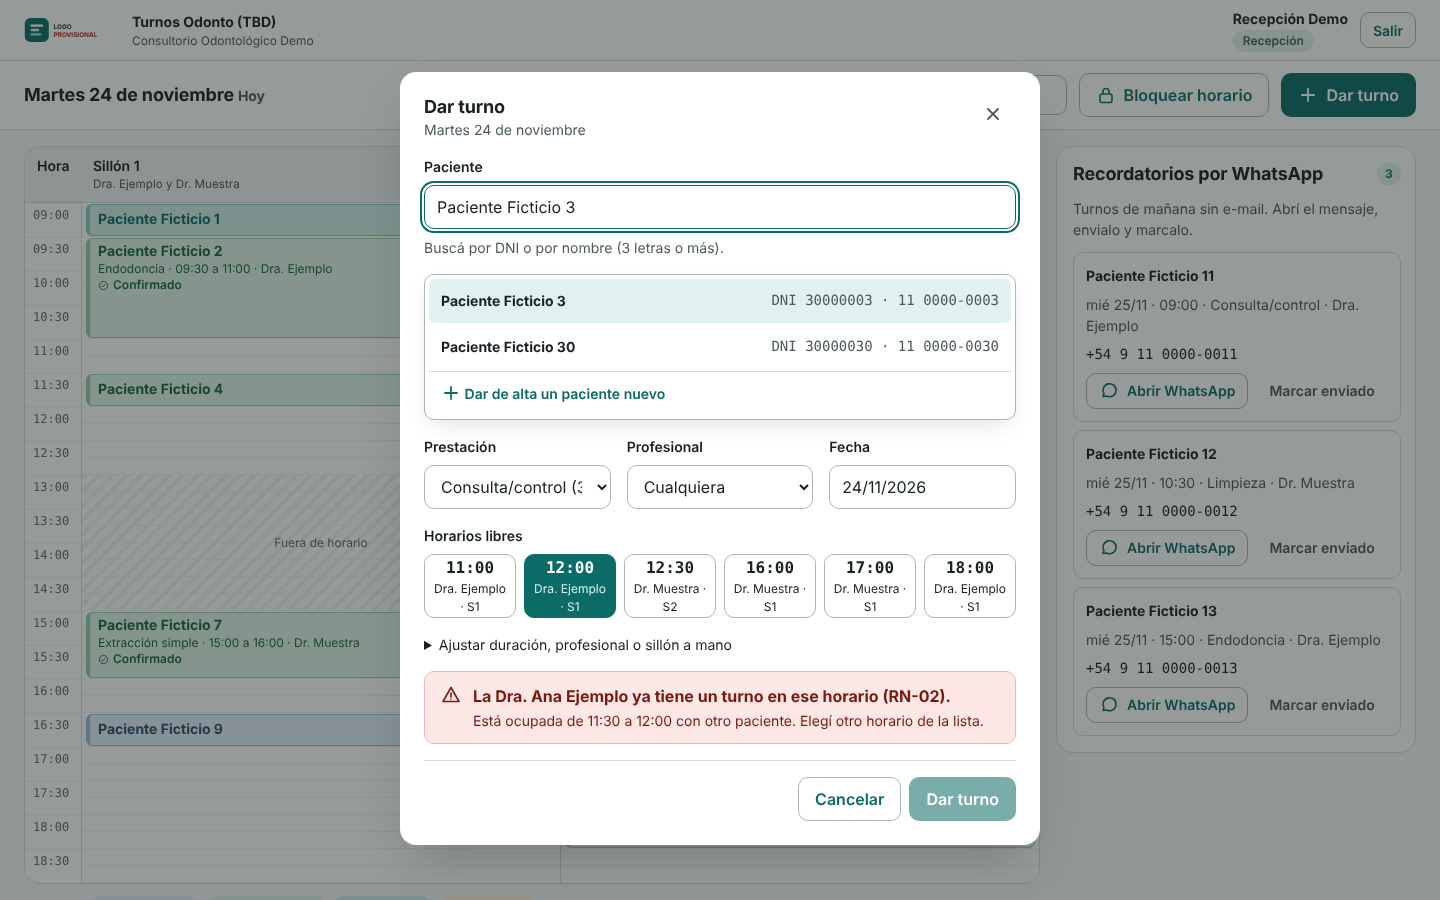 LOGO
PROVISIONAL
Turnos Odonto (TBD)
Consultorio Odontológico Demo
Recepción Demo
Recepción
Salir
Martes 24 de noviembre Hoy
Bloquear horario
Dar turno
Hora
Sillón 1
Dra. Ejemplo y Dr. Muestra
09:00
09:30
10:00
10:30
11:00
11:30
12:00
12:30
13:00
13:30
14:00
14:30
15:00
15:30
16:00
16:30
17:00
17:30
18:00
18:30
Paciente Ficticio 1
Paciente Ficticio 2
Endodoncia · 09:30 a 11:00 · Dra. Ejemplo
Confirmado
Paciente Ficticio 4
Fuera de horario
Paciente Ficticio 7
Extracción simple · 15:00 a 16:00 · Dr. Muestra
Confirmado
Paciente Ficticio 9
Dar turno
Martes 24 de noviembre
Paciente
Paciente Ficticio 3
Buscá por DNI o por nombre (3 letras o más).
Paciente Ficticio 3 DNI 30000003 · 11 0000-0003
Paciente Ficticio 30 DNI 30000030 · 11 0000-0030
Dar de alta un paciente nuevo
Prestación Profesional Fecha
Consulta/control (3 Cualquiera 24/11/2026
Horarios libres
11:00
Dra. Ejemplo
· S1
12:00
Dra. Ejemplo
· S1
12:30
Dr. Muestra ·
S2
16:00
Dr. Muestra ·
S1
17:00
Dr. Muestra ·
S1
18:00
Dra. Ejemplo
· S1
Ajustar duración, profesional o sillón a mano
La Dra. Ana Ejemplo ya tiene un turno en ese horario (RN-02).
Está ocupada de 11:30 a 12:00 con otro paciente. Elegí otro horario de la lista.
Cancelar
Dar turno
Recordatorios por WhatsApp 3
Turnos de mañana sin e-mail. Abrí el mensaje,
envialo y marcalo.
Paciente Ficticio 11
mié 25/11 · 09:00 · Consulta/control · Dra.
Ejemplo
+54 9 11 0000-0011
Abrir WhatsApp Marcar enviado
Paciente Ficticio 12
mié 25/11 · 10:30 · Limpieza · Dr. Muestra
+54 9 11 0000-0012
Abrir WhatsApp Marcar enviado
Paciente Ficticio 13
mié 25/11 · 15:00 · Endodoncia · Dra. Ejemplo
+54 9 11 0000-0013
Abrir WhatsApp Marcar enviado